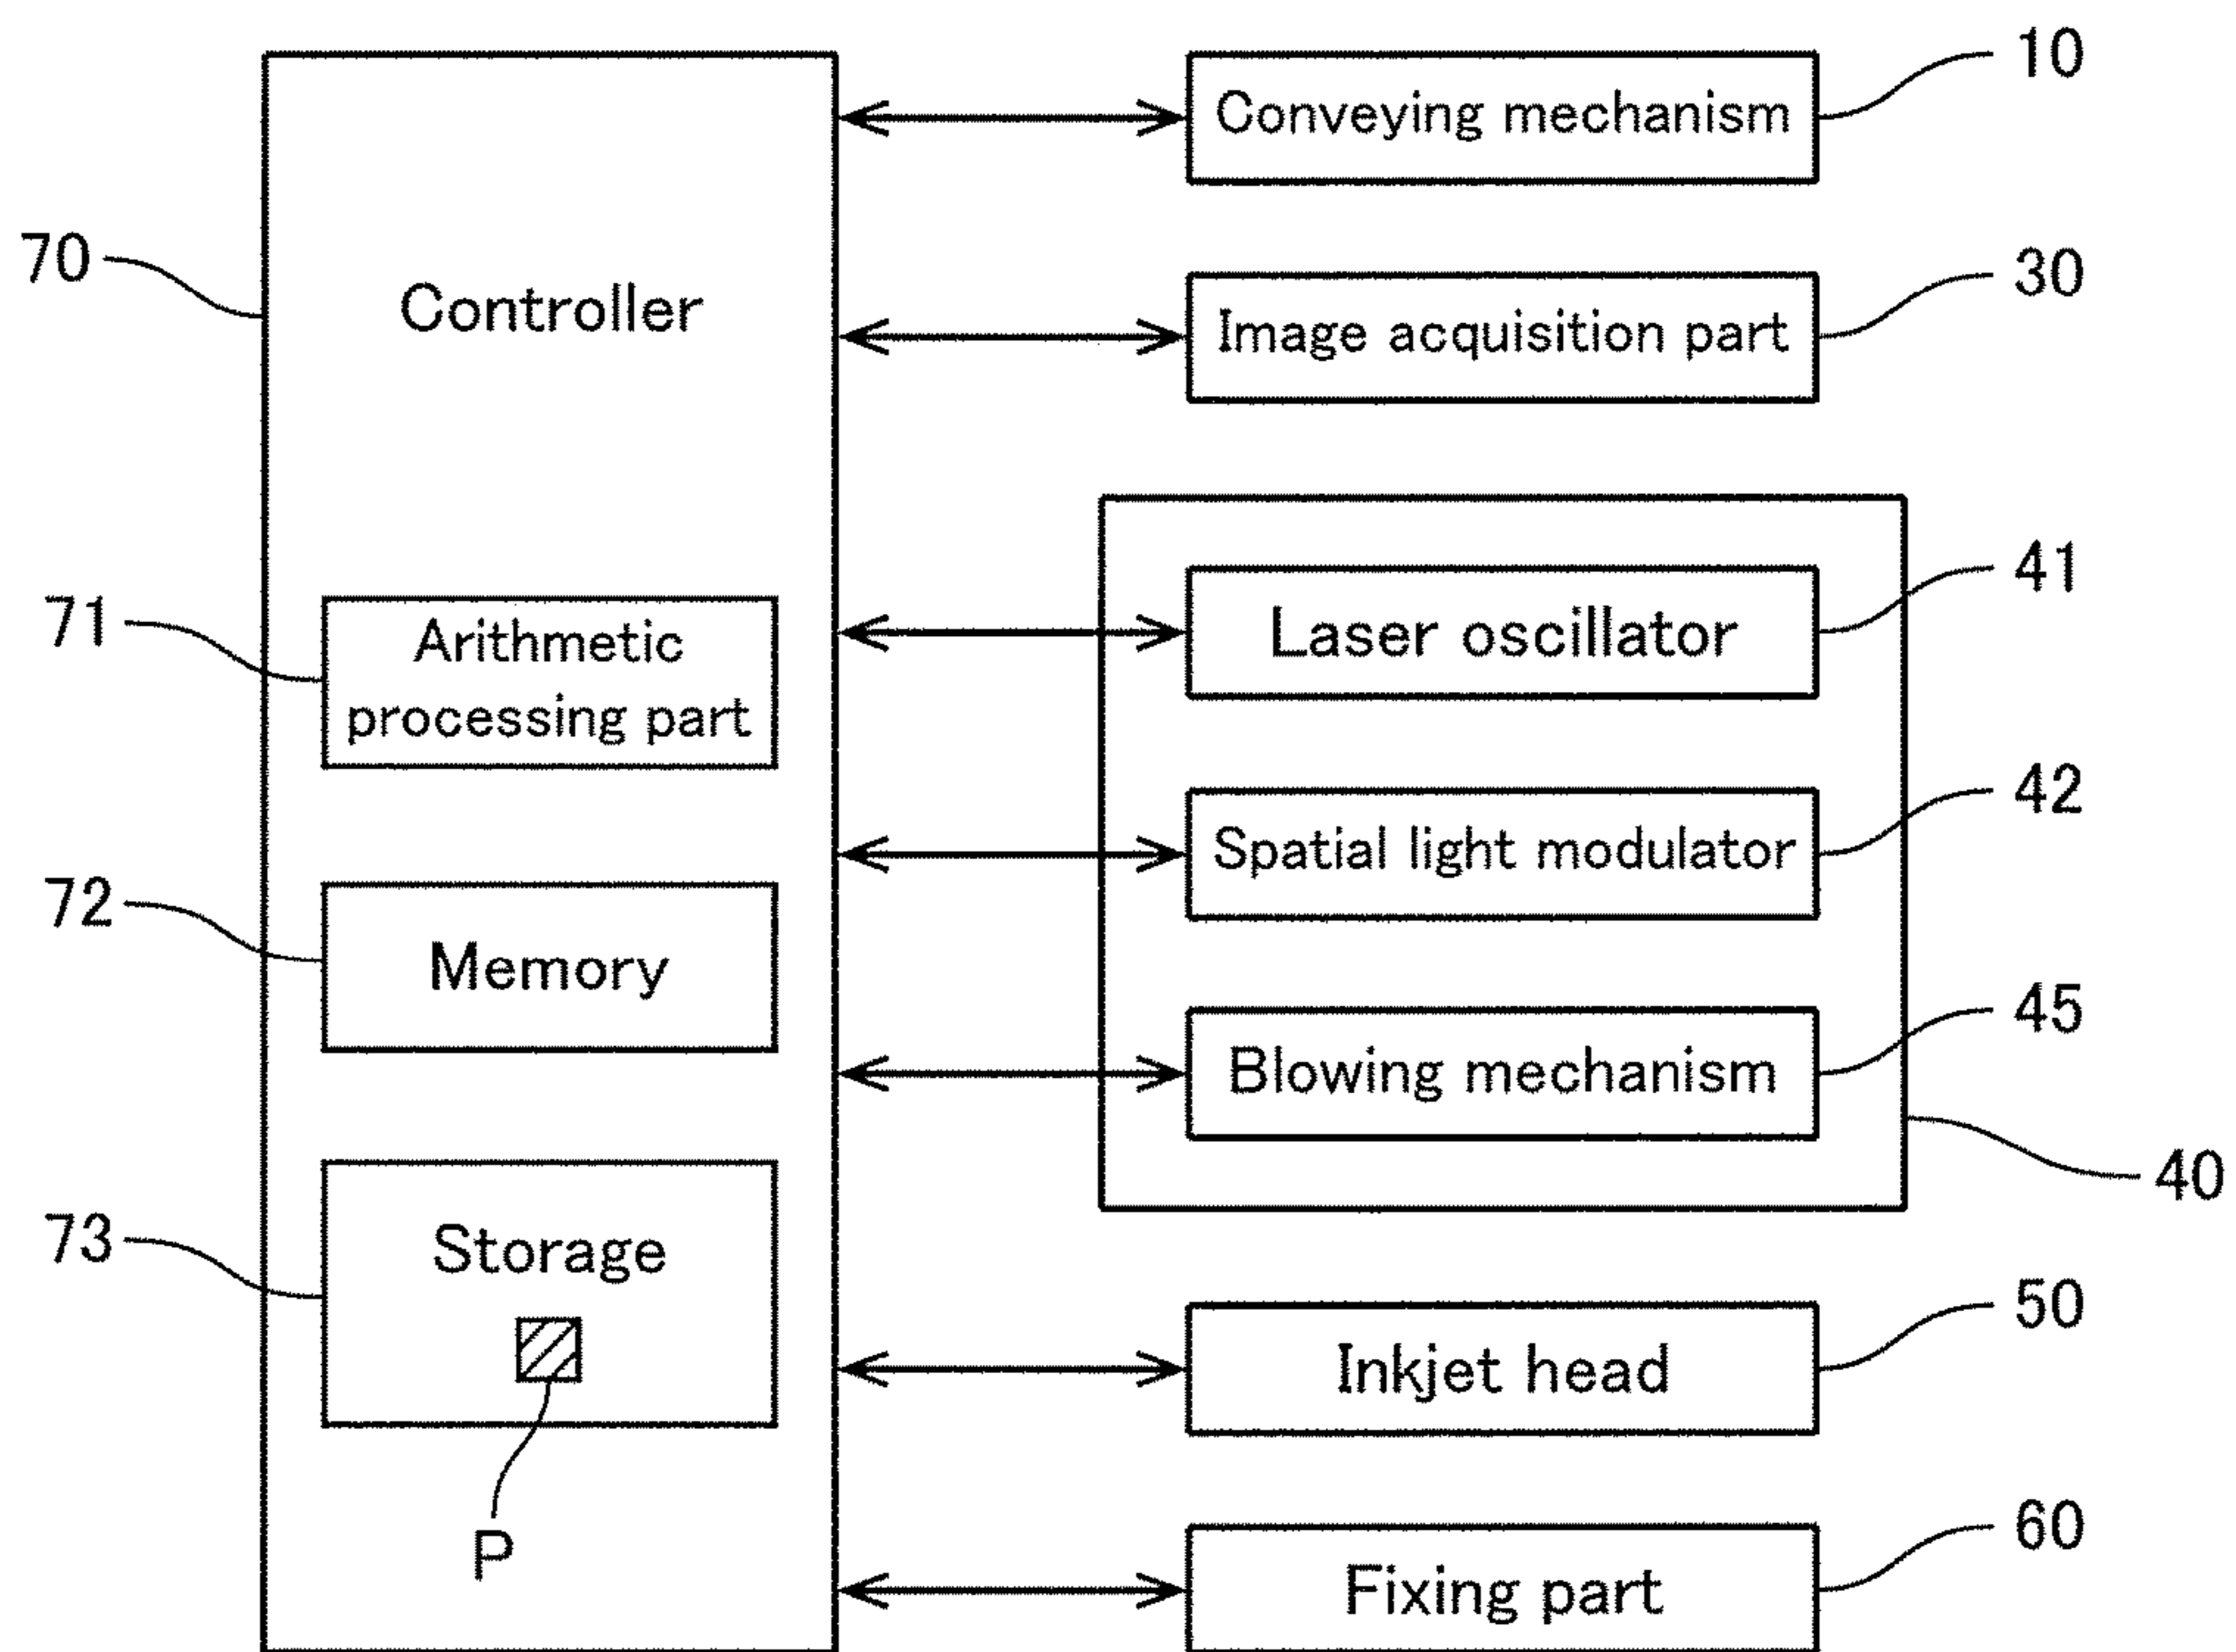 10
Conveying mechanism
70
Controller
30
Image acquisition part
41
Laser oscillator
71
Arithmetic
processing part
42
Spatial light modulator
72
Memory
45
Blowing mechanism
40
73
Storage
P
50
Inkjet head
60
Fixing part